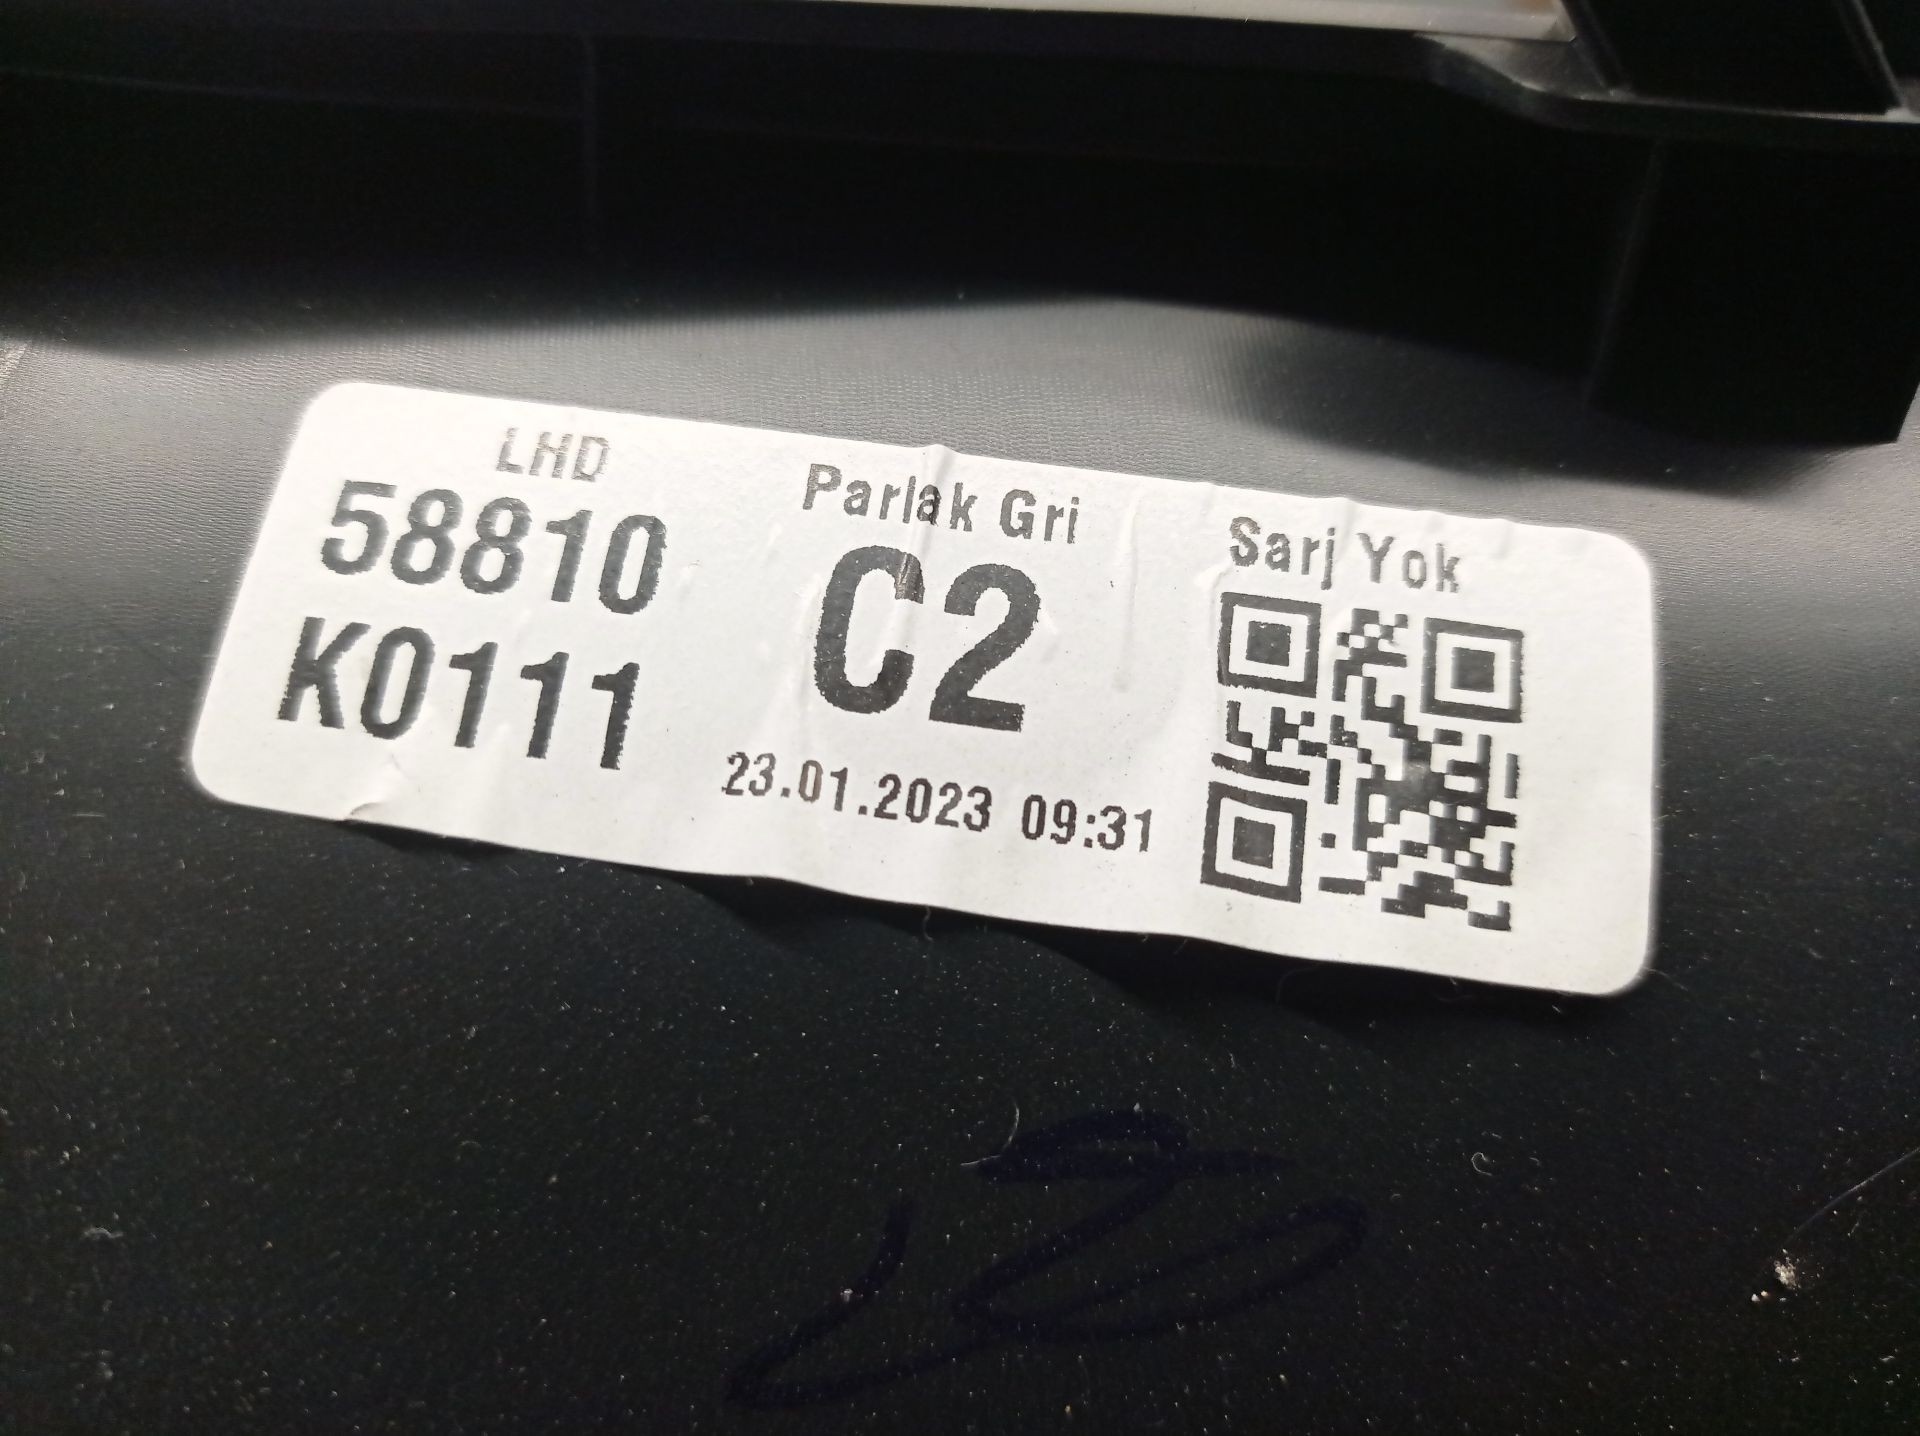 LHD
58810
K0111
Parlak Gri
C2
23.01.2023 09:31
Sarj Yok